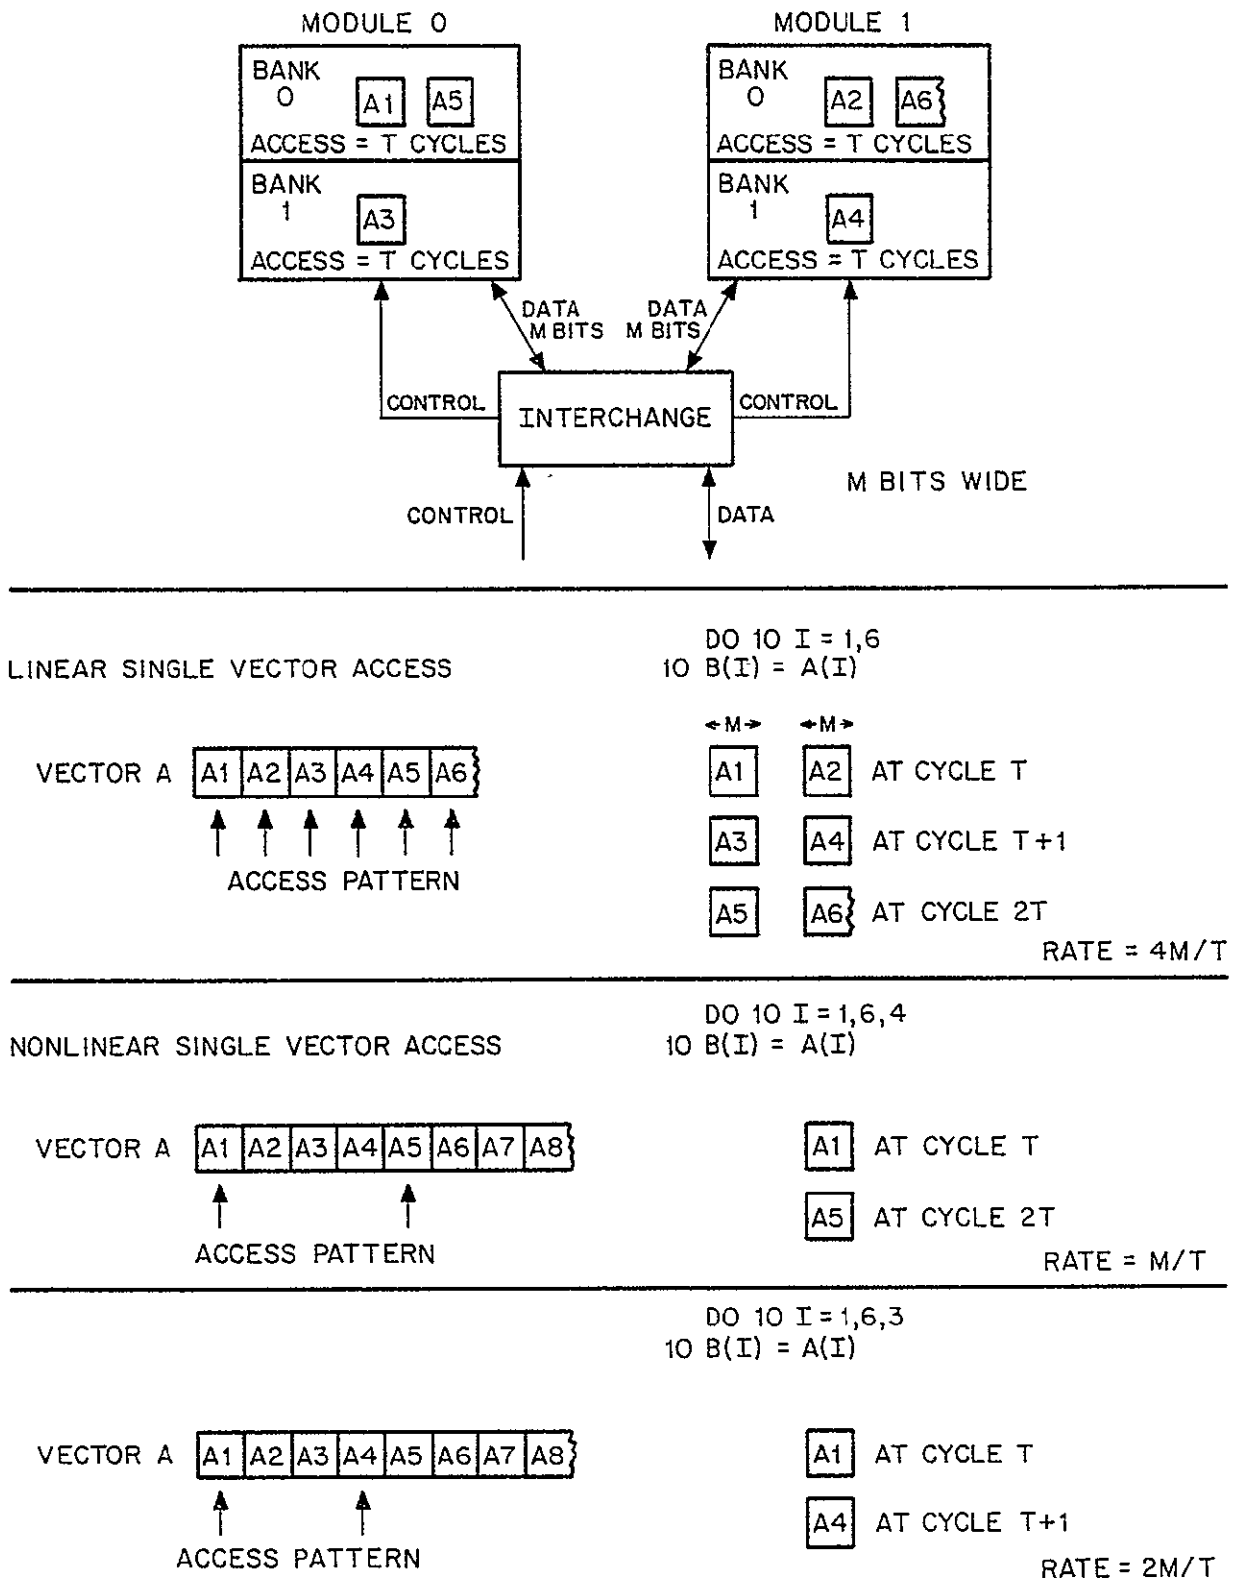 MODULE 0
MODULE 1
BANK
0
A1
A5
ACCESS = T CYCLES
BANK
1
A3
ACCESS = T CYCLES
BANK
0
A2
A6
ACCESS = T CYCLES
BANK
1
A4
ACCESS = T CYCLES
DATA
M BITS
DATA
M BITS
CONTROL
INTERCHANGE
CONTROL
M BITS WIDE
CONTROL
DATA
LINEAR SINGLE VECTOR ACCESS
DO 10 I = 1,6
10 B(I) = A(I)
VECTOR A A1 A2 A3 A4 A5 A6
ACCESS PATTERN
M M
A1 A2 AT CYCLE T
A3 A4 AT CYCLE T+1
A5 A6 AT CYCLE 2T
RATE = 4M/T
NONLINEAR SINGLE VECTOR ACCESS
DO 10 I = 1,6,4
10 B(I) = A(I)
VECTOR A A1 A2 A3 A4 A5 A6 A7 A8
ACCESS PATTERN
A1 AT CYCLE T
A5 AT CYCLE 2T
RATE = M/T
DO 10 I = 1,6,3
10 B(I) = A(I)
VECTOR A A1 A2 A3 A4 A5 A6 A7 A8
ACCESS PATTERN
A1 AT CYCLE T
A4 AT CYCLE T+1
RATE = 2M/T